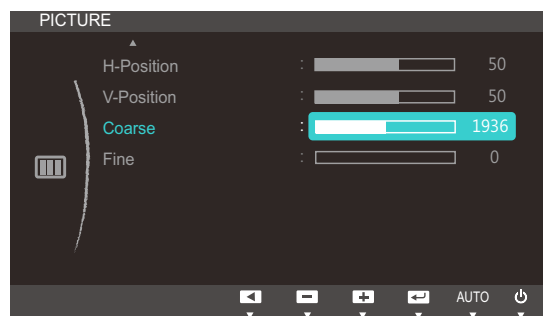 PICTURE
H-Position : 50
V-Position : 50
Coarse : 1936
Fine : 0
AUTO